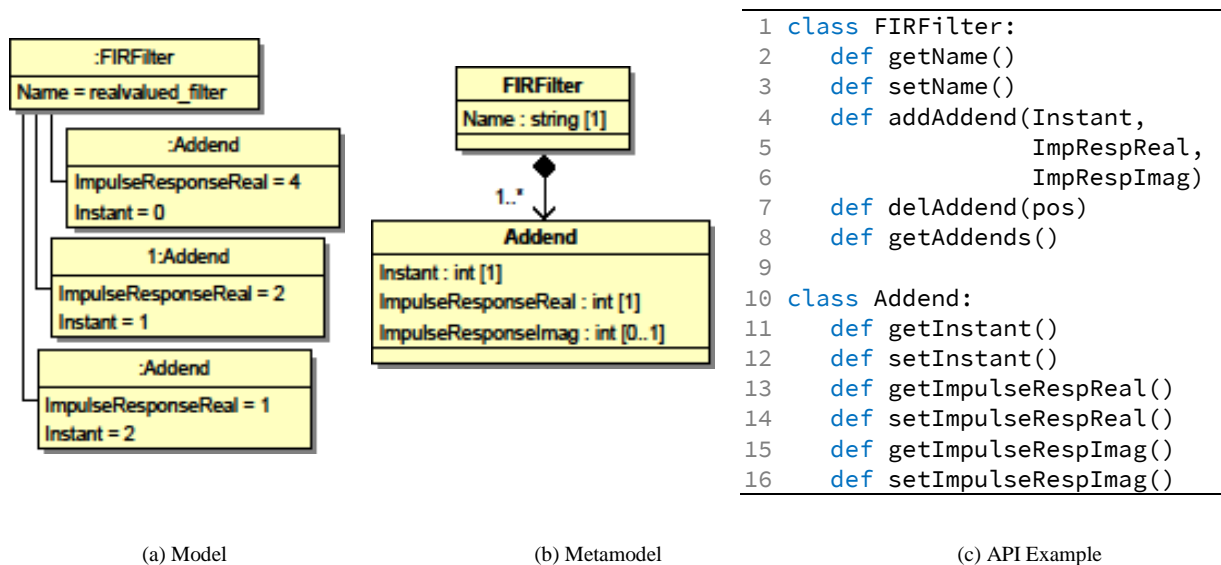 :FIRFilter
Name = realvalued_filter
:Addend
ImpulseResponseReal = 4
Instant = 0
1:Addend
ImpulseResponseReal = 2
Instant = 1
:Addend
ImpulseResponseReal = 1
Instant = 2
(a) Model
FIRFilter
Name : string [1]
1..*
Addend
Instant : int [1]
ImpulseResponseReal : int [1]
ImpulseResponseImag : int [0..1]
(b) Metamodel
1 class FIRFilter:
2 def getName()
3 def setName()
4 def addAddend(Instant,
5 ImpRespReal,
6 ImpRespImag)
7 def delAddend(pos)
8 def getAddends()
9
10 class Addend:
11 def getInstant()
12 def setInstant()
13 def getImpulseRespReal()
14 def setImpulseRespReal()
15 def getImpulseRespImag()
16 def setImpulseRespImag()
(c) API Example